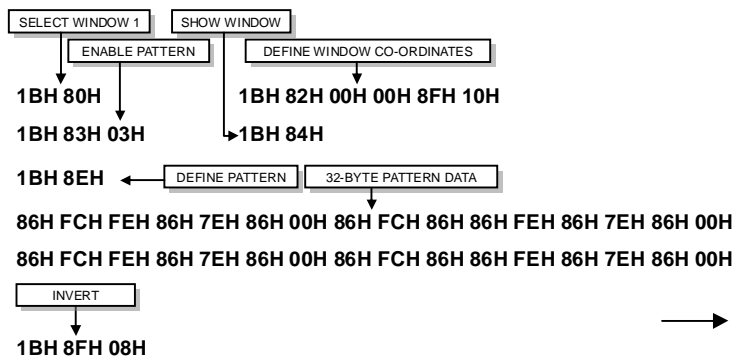 SELECT WINDOW 1 SHOW WINDOW
ENABLE PATTERN DEFINE WINDOW CO-ORDINATES
1BH 80H 1BH 82H 00H 00H 8FH 10H
1BH 83H 03H 1BH 84H
1BH 8EH DEFINE PATTERN 32-BYTE PATTERN DATA
86H FCH FEH 86H 7EH 86H 00H 86H FCH 86H 86H FEH 86H 7EH 86H 00H
86H FCH FEH 86H 7EH 86H 00H 86H FCH 86H 86H FEH 86H 7EH 86H 00H
INVERT
1BH 8FH 08H